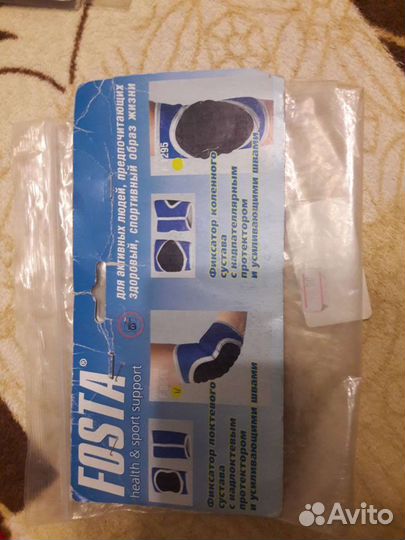 FOSTA®
health & sport support
для активных людей, предпочитающих
здоровый, спортивный образ жизни
Фиксатор локтевого
сустава
с надлоктевым
протектором
и усиливающими швами
295
Фиксатор коленного
сустава
с надпателлярным
протектором
и усиливающими швами
Avito